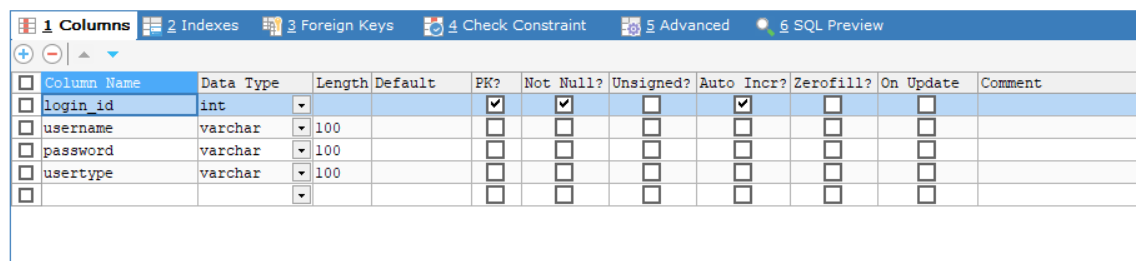 1 Columns 2 Indexes 3 Foreign Keys 4 Check Constraint 5 Advanced 6 SQL Preview
Column Name Data Type Length Default PK? Not Null? Unsigned? Auto Incr? Zerofill? On Update Comment
login_id int
username varchar 100
password varchar 100
usertype varchar 100